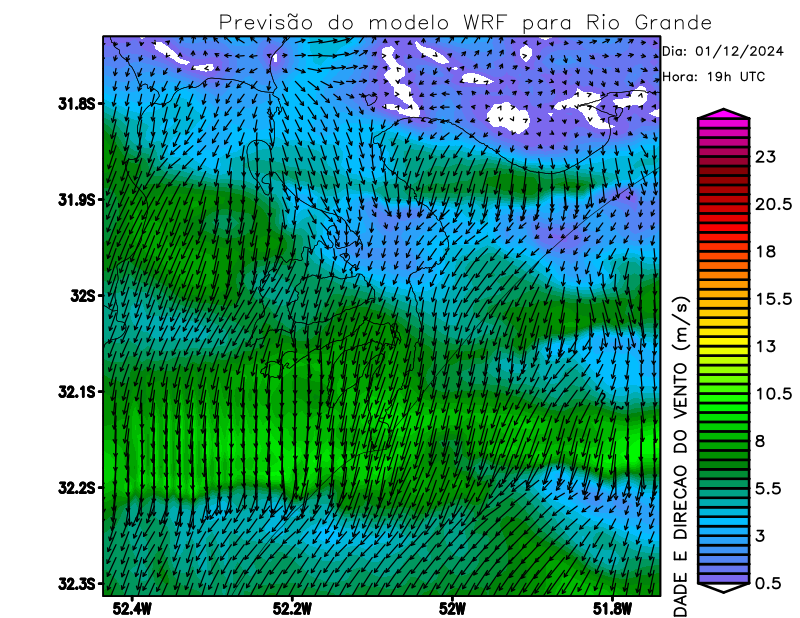 Previsão do modelo WRF para Rio Grande
Dia: 01/12/2024
Hora: 19h UTC
31.8S
31.9S
32S
32.1S
32.2S
32.3S
52.4W
52.2W
52W
51.8W
23
20.5
18
15.5
13
10.5
8
5.5
3
0.5
DADE E DIRECAO DO VENTO (m/s)